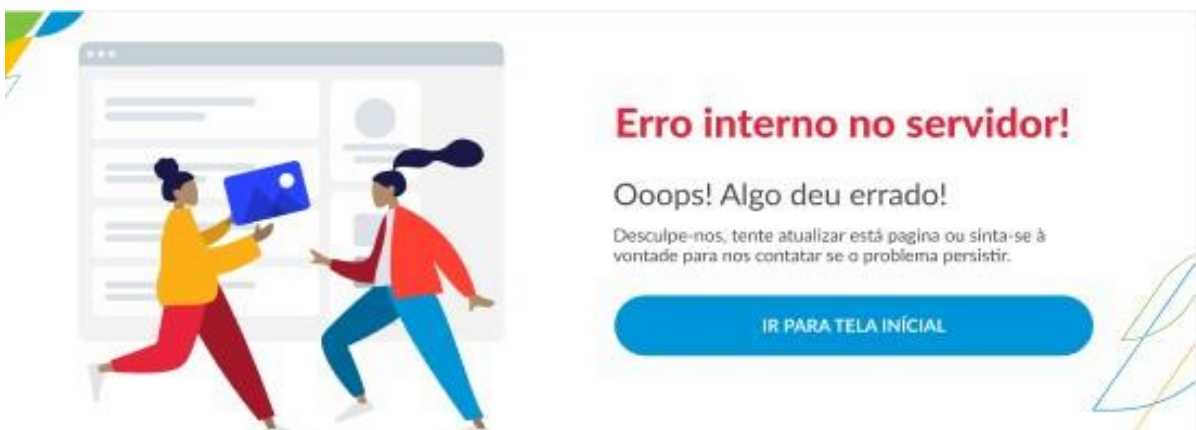 Erro interno no servidor!
Ooops! Algo deu errado!
Desculpe-nos, tente atualizar está pagina ou sinta-se à
vontade para nos contatar se o problema persistir.
IR PARA TELA INÍCIAL